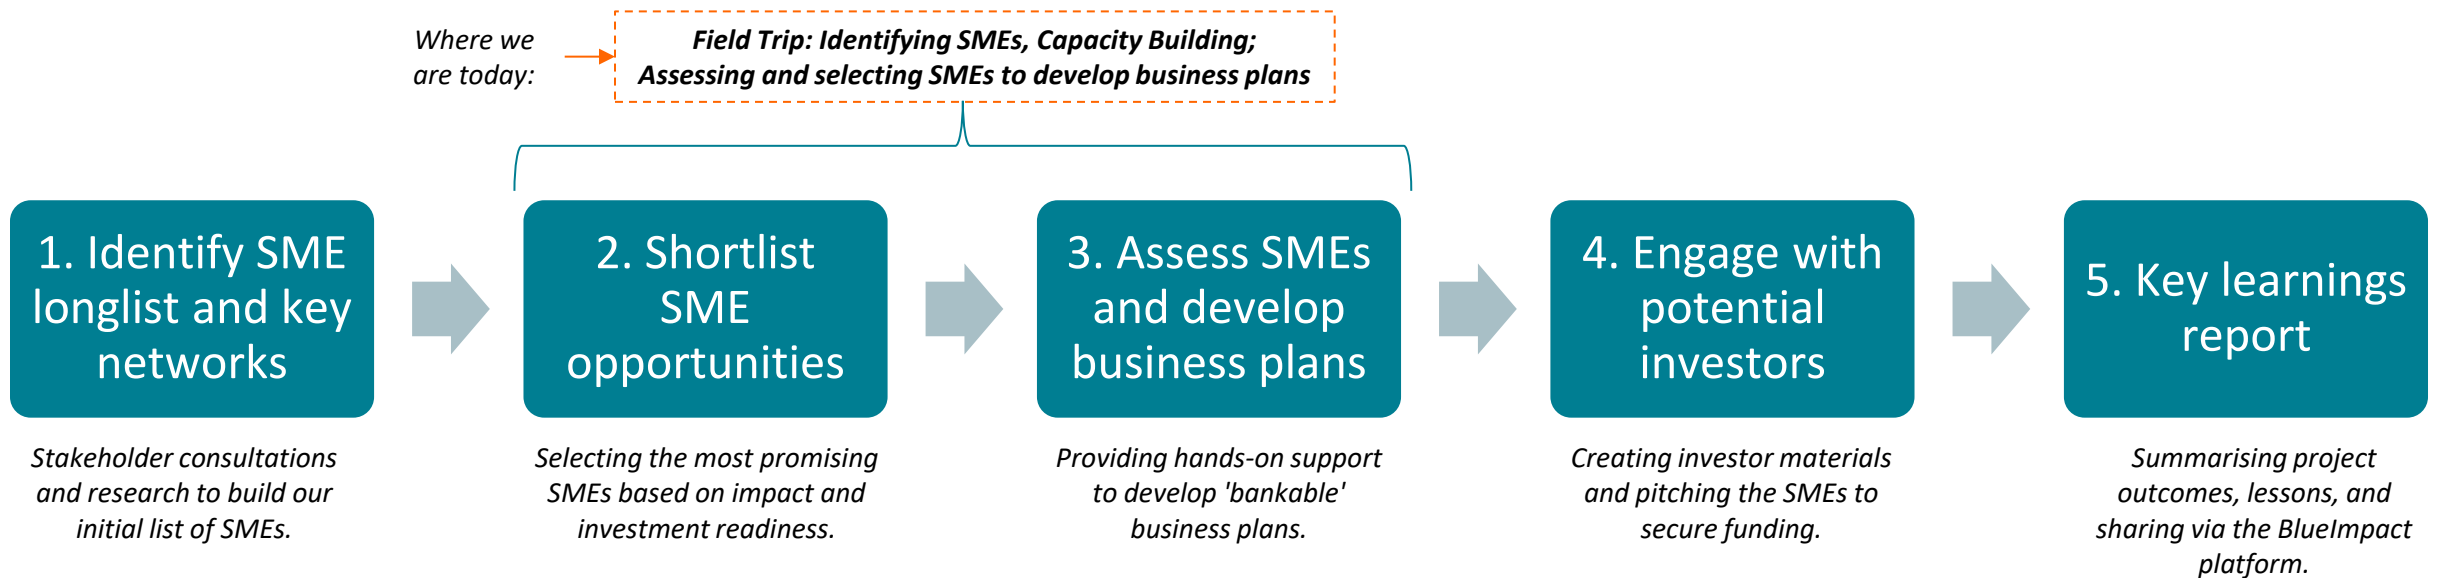 Where we
are today:
Field Trip: Identifying SMEs, Capacity Building;
Assessing and selecting SMEs to develop business plans
1. Identify SME
longlist and key
networks
2. Shortlist
SME
opportunities
3. Assess SMEs
and develop
business plans
4. Engage with
potential
investors
5. Key learnings
report
Stakeholder consultations
and research to build our
initial list of SMEs.
Selecting the most promising
SMEs based on impact and
investment readiness.
Providing hands-on support
to develop 'bankable'
business plans.
Creating investor materials
and pitching the SMEs to
secure funding.
Summarising project
outcomes, lessons, and
sharing via the BlueImpact
platform.